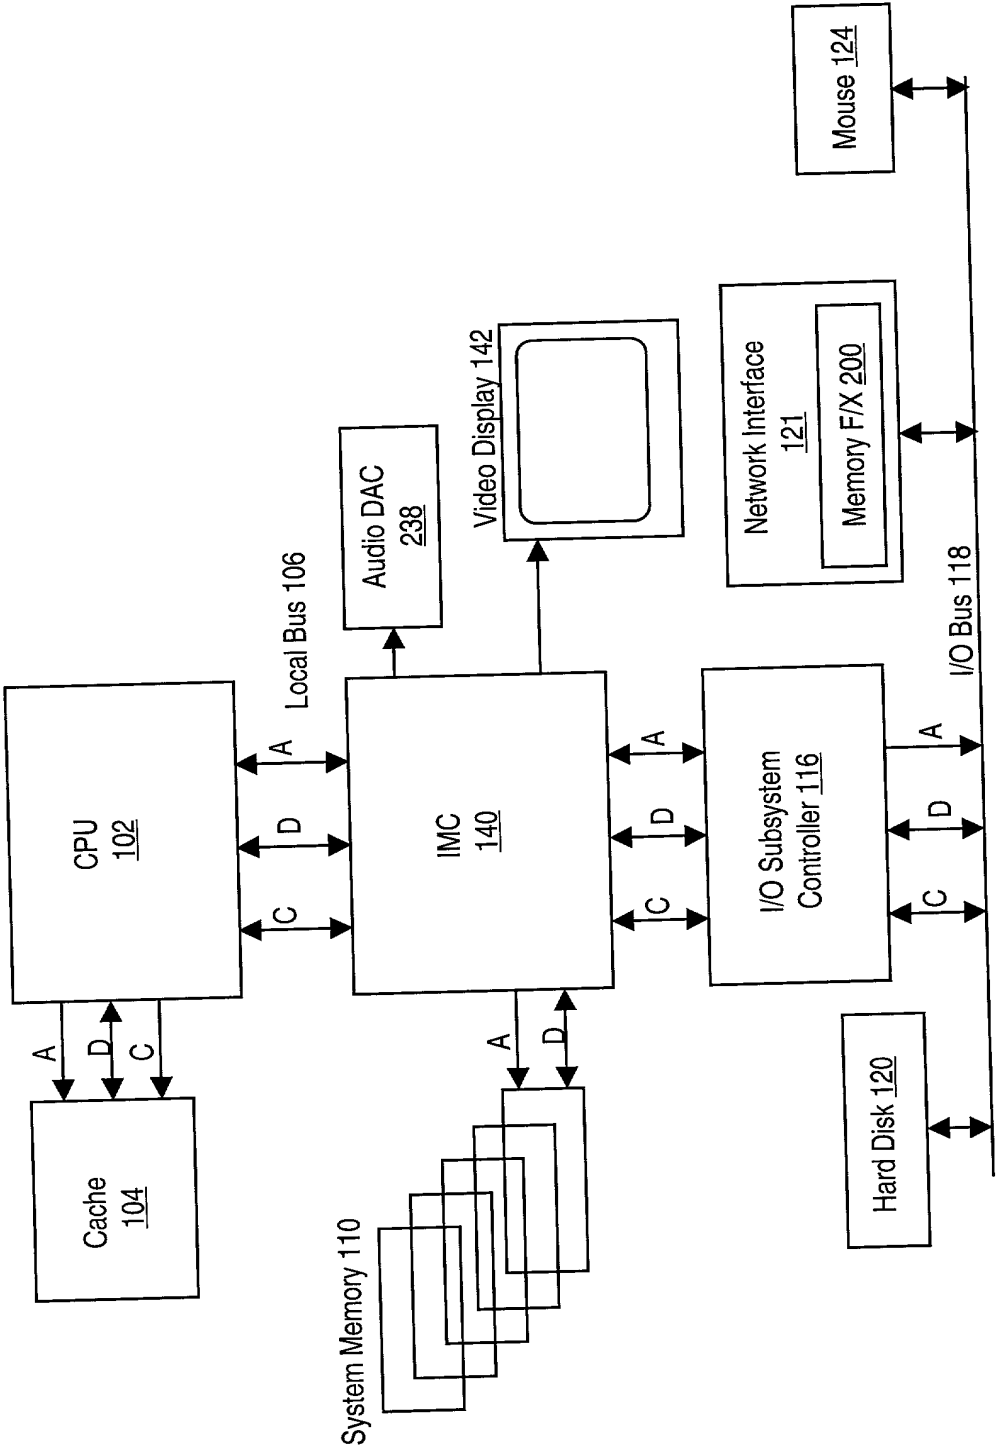 CPU
102
Cache
104
A
D
C
C
D
A
Local Bus 106
Audio DAC
238
IMC
140
Video Display 142
System Memory 110
A
D
C
D
A
I/O Subsystem
Controller 116
Network Interface
121
Memory F/X 200
Mouse 124
Hard Disk 120
C
D
A
I/O Bus 118